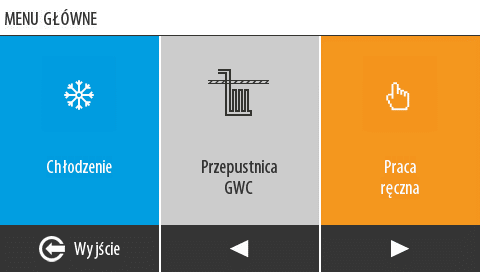 MENU GŁÓWNE
Chłodzenie
Przepustnica
GWC
Praca
ręczna
Wyjście